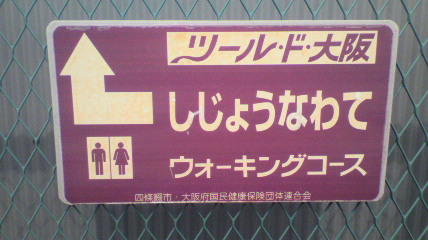 ツール・ド・大阪
しじょうなわて
ウォーキングコース
四條畷市・大阪府国民健康保険団体連合会